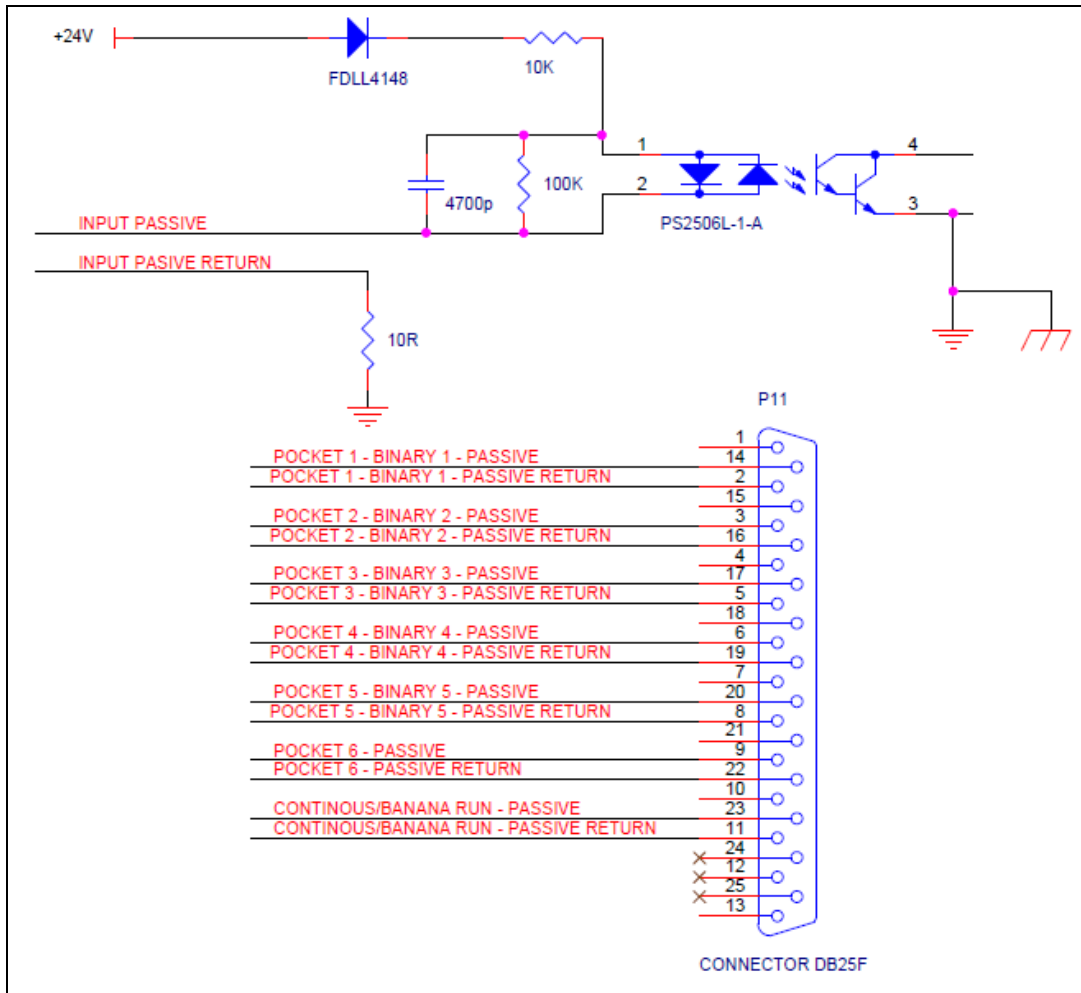 +24V
FDLL4148
10K
1
4
2
4700p
100K
3
PS2506L-1-A
INPUT PASSIVE
INPUT PASIVE RETURN
10R
P11
1
POCKET 1 - BINARY 1 - PASSIVE 14
POCKET 1 - BINARY 1 - PASSIVE RETURN 2
15
POCKET 2 - BINARY 2 - PASSIVE 3
POCKET 2 - BINARY 2 - PASSIVE RETURN 16
4
POCKET 3 - BINARY 3 - PASSIVE 17
POCKET 3 - BINARY 3 - PASSIVE RETURN 5
18
POCKET 4 - BINARY 4 - PASSIVE 6
POCKET 4 - BINARY 4 - PASSIVE RETURN 19
7
POCKET 5 - BINARY 5 - PASSIVE 20
POCKET 5 - BINARY 5 - PASSIVE RETURN 8
21
POCKET 6 - PASSIVE 9
POCKET 6 - PASSIVE RETURN 22
10
CONTINOUS/BANANA RUN - PASSIVE 23
CONTINOUS/BANANA RUN - PASSIVE RETURN 11
24
12
25
13
CONNECTOR DB25F